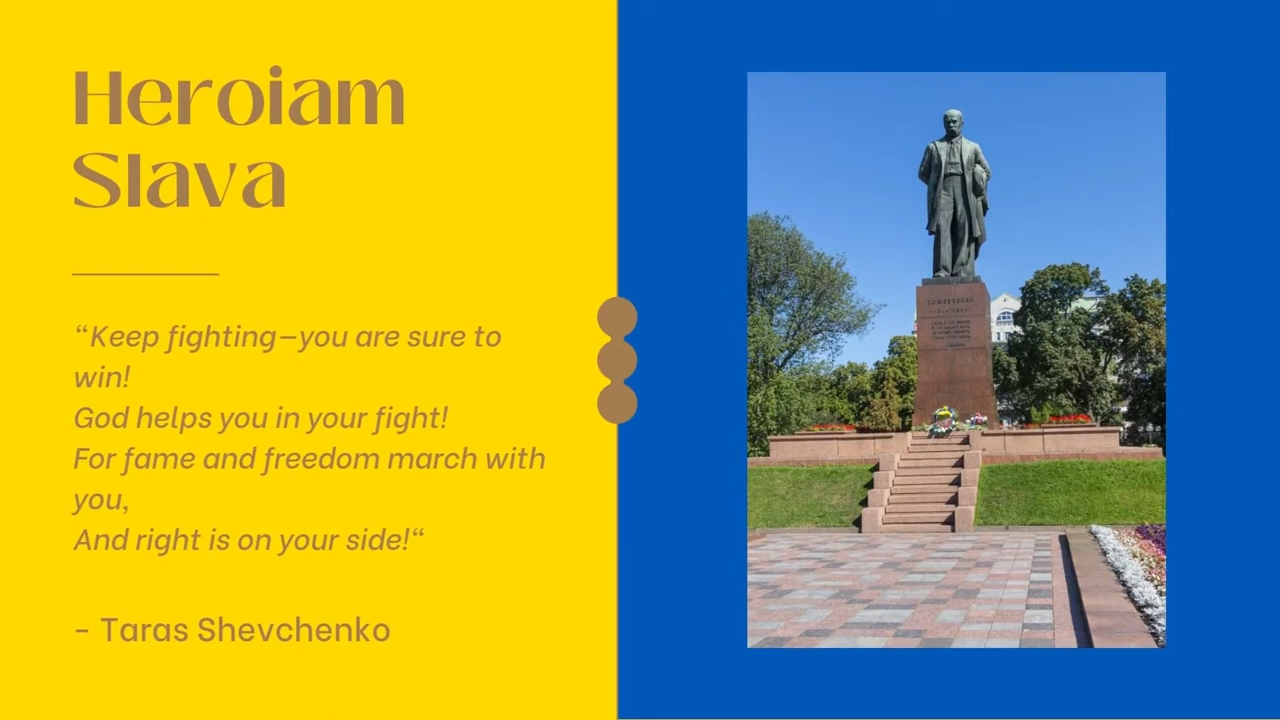 Heroiam
Slava
“Keep fighting—you are sure to
win!
God helps you in your fight!
For fame and freedom march with
you,
And right is on your side!“
- Taras Shevchenko